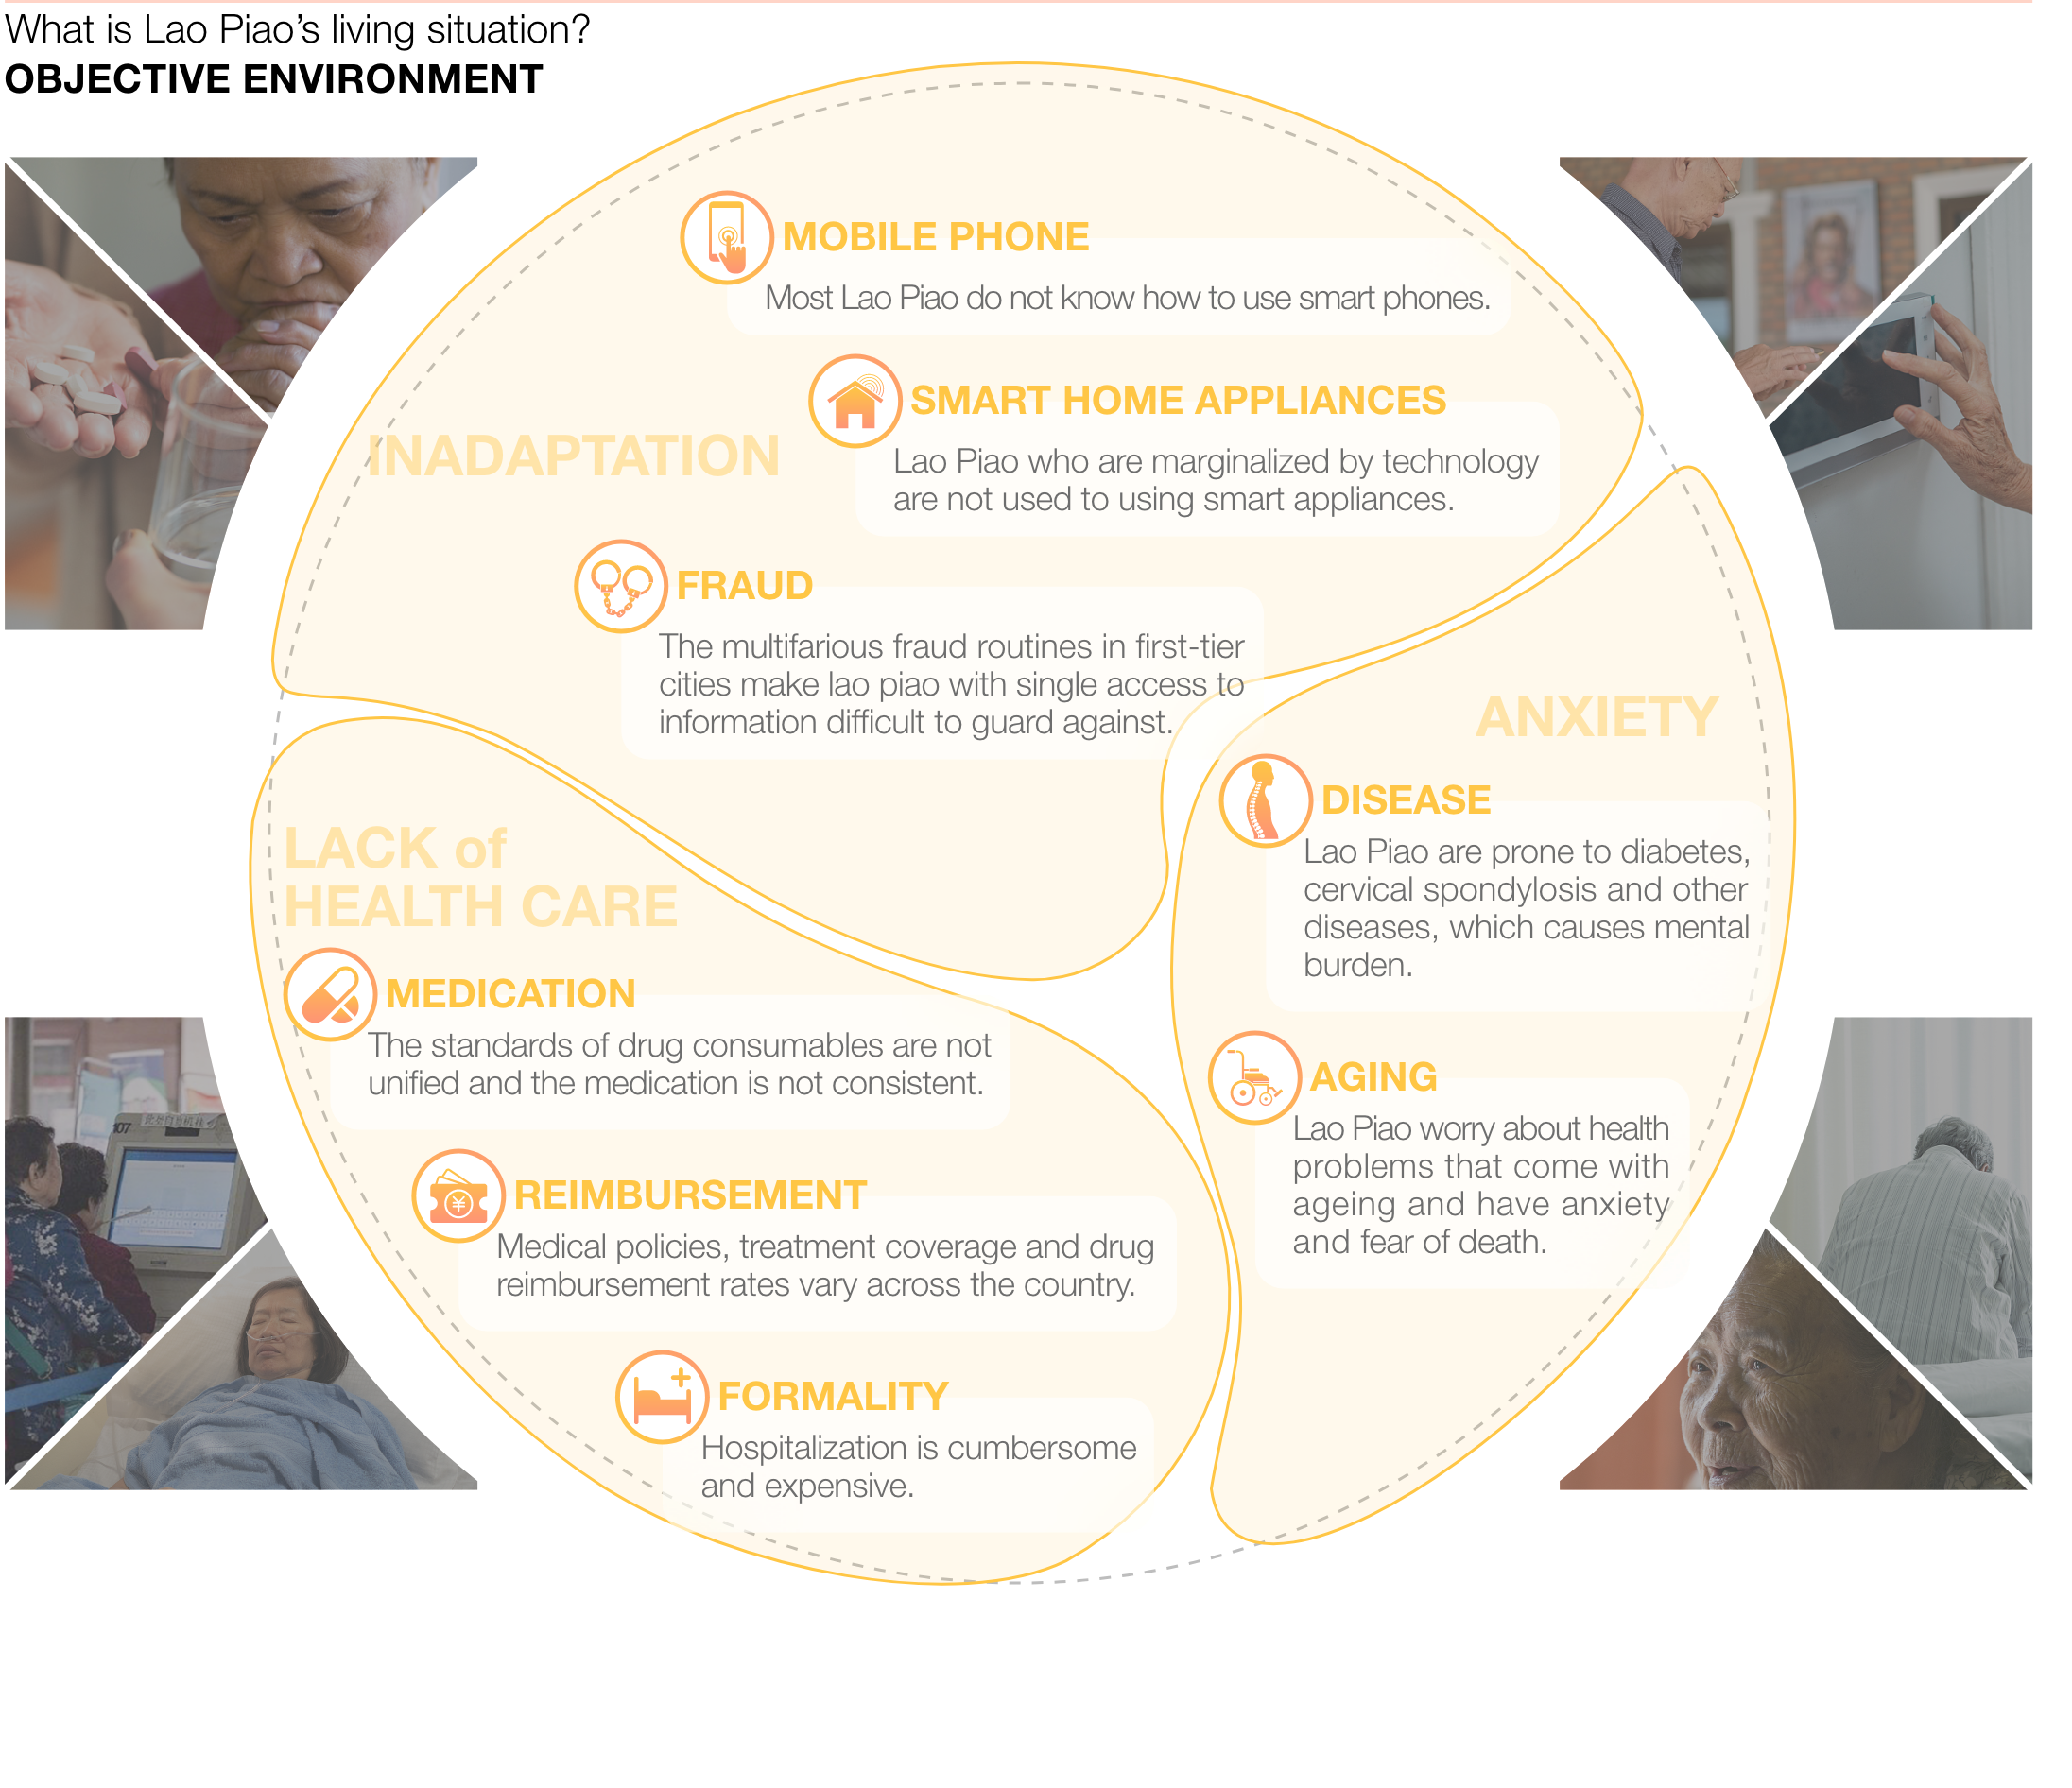 What is Lao Piao’s living situation?
OBJECTIVE ENVIRONMENT
MOBILE PHONE
Most Lao Piao do not know how to use smart phones.
SMART HOME APPLIANCES
Lao Piao who are marginalized by technology
are not used to using smart appliances.
INADAPTATION
FRAUD
The multifarious fraud routines in first-tier
cities make lao piao with single access to
information difficult to guard against.
ANXIETY
DISEASE
Lao Piao are prone to diabetes,
cervical spondylosis and other
diseases, which causes mental
burden.
AGING
Lao Piao worry about health
problems that come with
ageing and have anxiety
and fear of death.
LACK of
HEALTH CARE
MEDICATION
The standards of drug consumables are not
unified and the medication is not consistent.
REIMBURSEMENT
¥
Medical policies, treatment coverage and drug
reimbursement rates vary across the country.
FORMALITY
Hospitalization is cumbersome
and expensive.
107